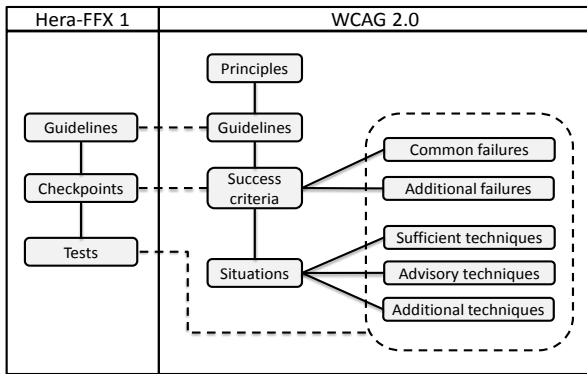 Hera-FFX 1
WCAG 2.0
Principles
Guidelines
Guidelines
Common failures
Checkpoints
Success
criteria
Additional failures
Tests
Situations
Sufficient techniques
Advisory techniques
Additional techniques